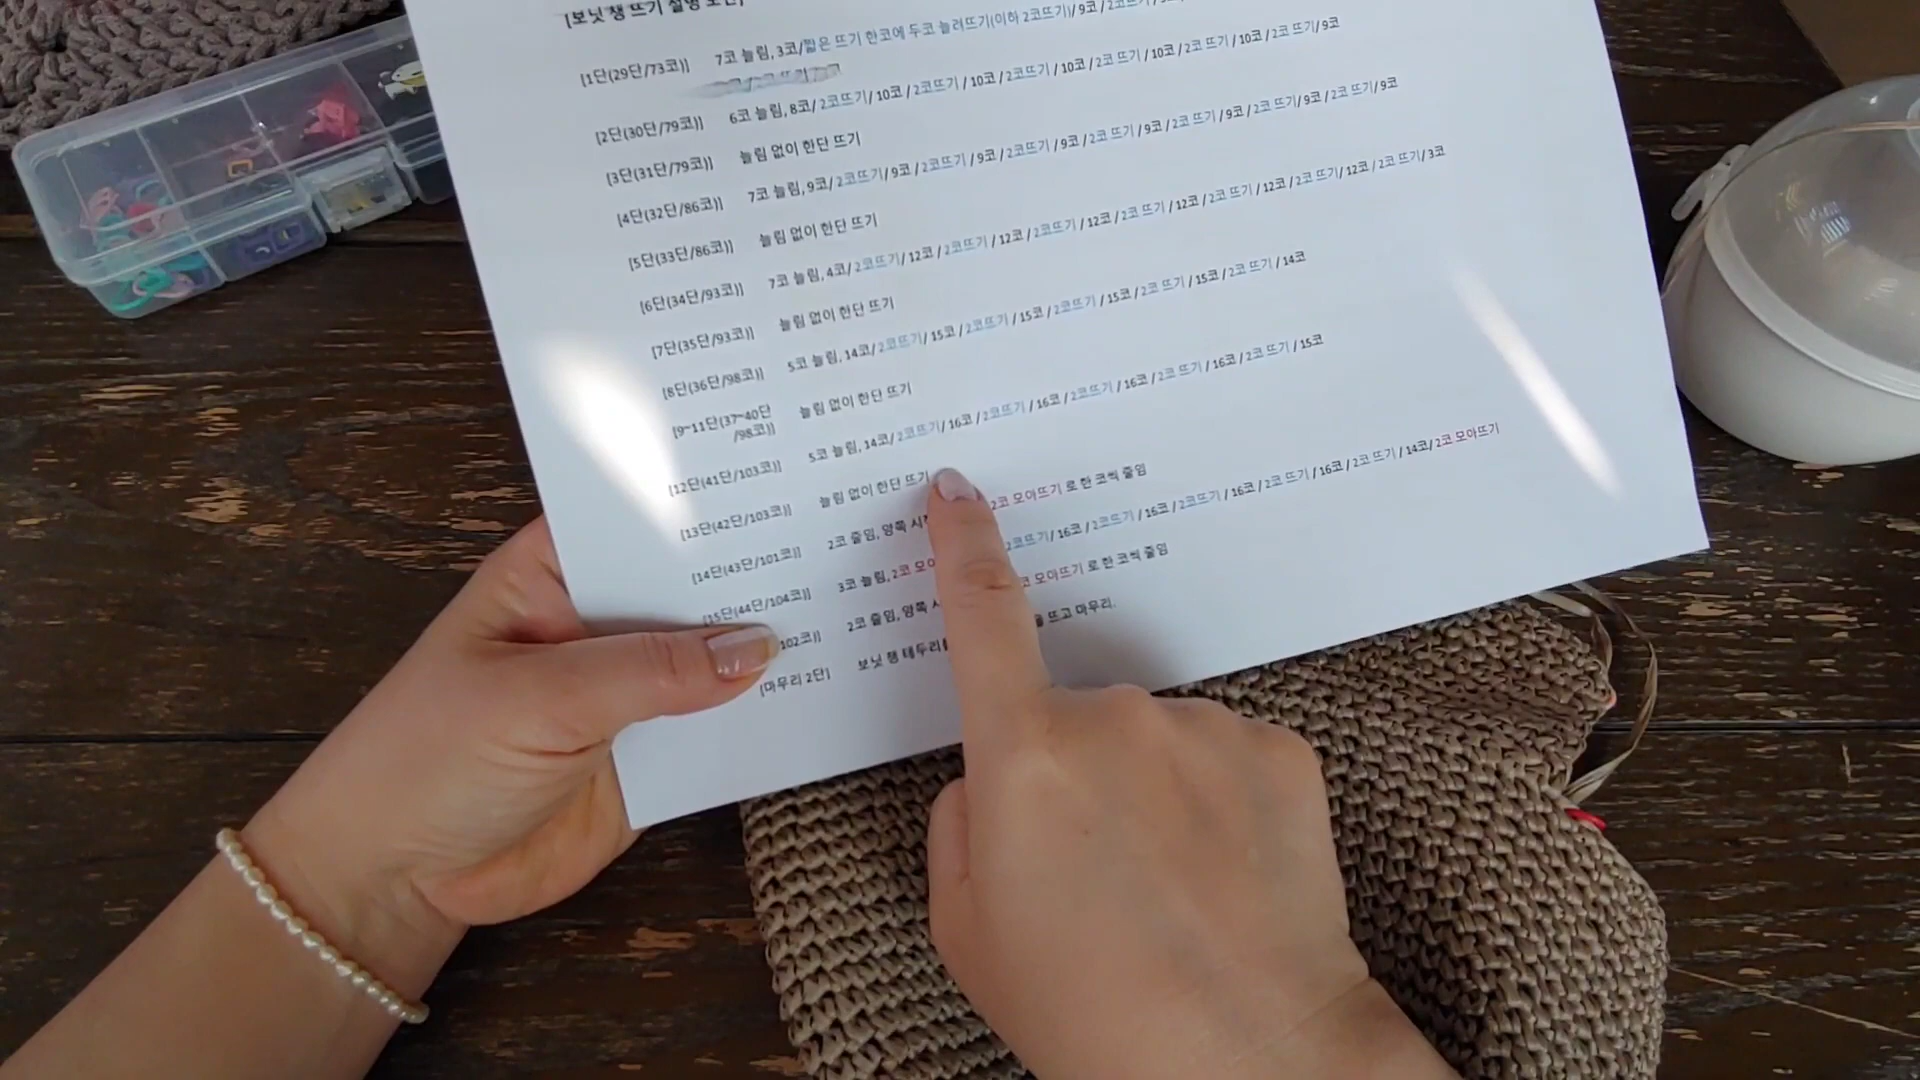 [보닛 챙 뜨기 설명 도안]
[1단(29단/73코)] 7코 늘림, 3코/짧은 뜨기 한코에 두코 늘려뜨기(이하 2코뜨기)/ 9코 /
[2단(30단/79코)] 6코 늘림, 8코/ 2코뜨기/ 10코 / 2코뜨기 / 10코 / 2코뜨기 / 10코 / 2코 뜨기 / 10코 / 2코 뜨기 / 10코 / 2코 뜨기/ 9코
[3단(31단/79코)] 늘림 없이 한단 뜨기
[4단(32단/86코)] 7코 늘림, 9코/ 2코뜨기/ 9코 / 2코뜨기 / 9코 / 2코뜨기 / 9코 / 2코 뜨기 / 9코 / 2코 뜨기 / 9코 / 2코 뜨기/ 9코 / 2코 뜨기/ 9코
[5단(33단/86코)] 늘림 없이 한단 뜨기
[6단(34단/93코)] 7코 늘림, 4코/ 2코뜨기/ 12코 / 2코뜨기 / 12코 / 2코뜨기 / 12코 / 2코 뜨기 / 12코 / 2코 뜨기 / 12코 / 2코 뜨기/ 12코 / 2코 뜨기/ 3코
[7단(35단/93코)] 늘림 없이 한단 뜨기
[8단(36단/98코)] 5코 늘림, 14코/ 2코뜨기/ 15코 / 2코뜨기 / 15코 / 2코뜨기 / 15코 / 2코 뜨기 / 15코 / 2코 뜨기 / 14코
[9~11단(37~40단/98코)] 늘림 없이 한단 뜨기
[12단(41단/103코)] 5코 늘림, 14코/ 2코뜨기/ 16코 / 2코뜨기 / 16코 / 2코뜨기 / 16코 / 2코 뜨기 / 16코 / 2코 뜨기 / 15코
[13단(42단/103코)] 늘림 없이 한단 뜨기
[14단(43단/101코)] 2코 줄임, 양쪽 2코 모아뜨기 로 한 코씩 줄임
[15단(44단/104코)] 3코 늘림, 2코 2코뜨기/ 16코 / 2코뜨기 / 16코 / 2코뜨기 / 16코 / 2코 뜨기 / 16코 / 2코 뜨기 / 14코/ 2코 모아뜨기
102코)] 2코 줄임, 양쪽 모아뜨기 로 한 코씩 줄임
[마무리 2단] 보닛 챙 테두리를 뜨고 마무리.